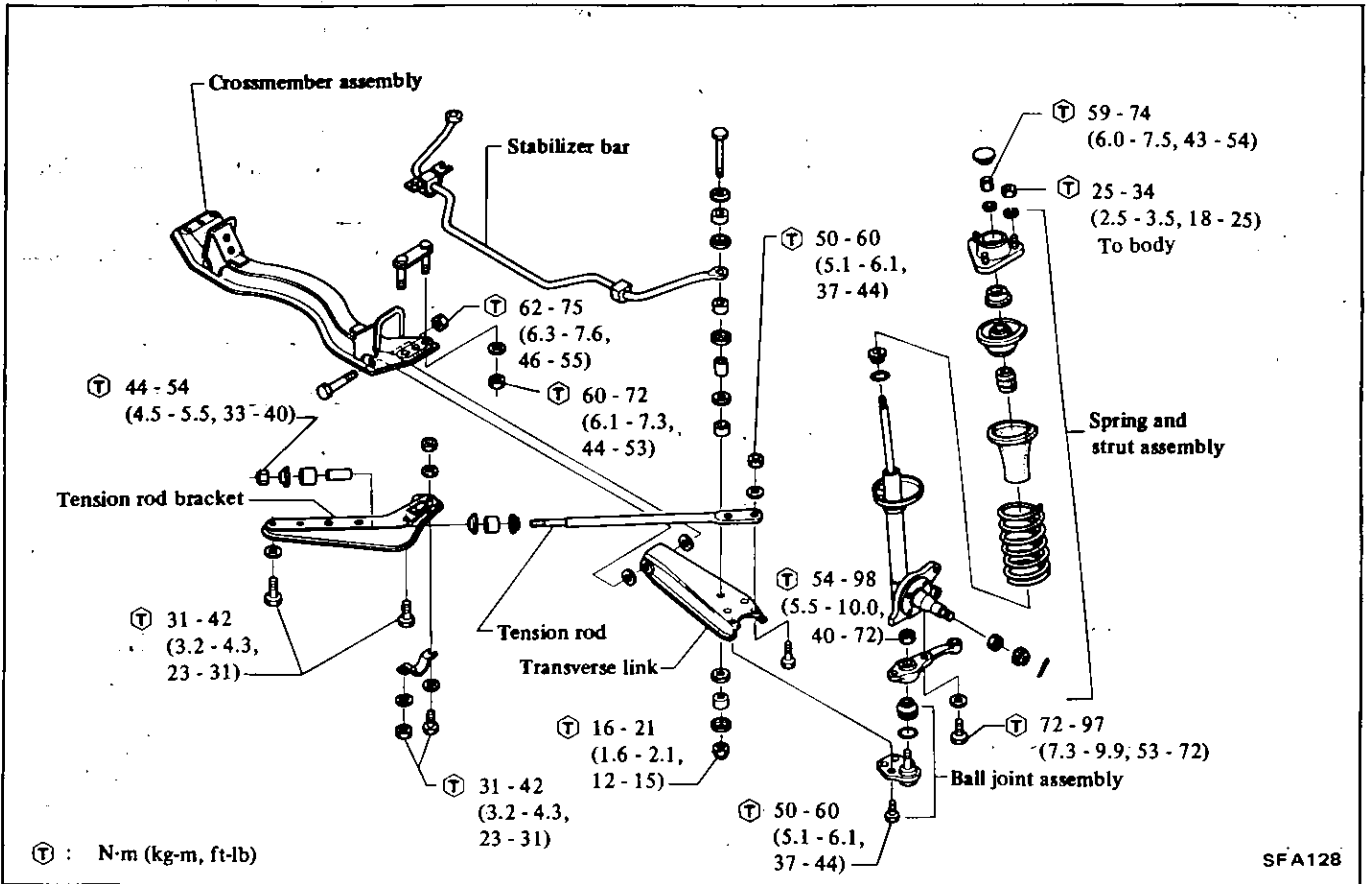 Crossmember assembly
Stabilizer bar
Ⓣ 59 - 74
(6.0 - 7.5, 43 - 54)
Ⓣ 25 - 34
(2.5 - 3.5, 18 - 25)
To body
Ⓣ 50 - 60
(5.1 - 6.1,
37 - 44)
Ⓣ 62 - 75
(6.3 - 7.6,
46 - 55)
Ⓣ 60 - 72
(6.1 - 7.3,
44 - 53)
Ⓣ 44 - 54
(4.5 - 5.5, 33 - 40)
Spring and
strut assembly
Tension rod bracket
Ⓣ 54 - 98
(5.5 - 10.0,
40 - 72)
Ⓣ 31 - 42
(3.2 - 4.3,
23 - 31)
Tension rod
Transverse link
Ⓣ 16 - 21
(1.6 - 2.1,
12 - 15)
Ⓣ 72 - 97
(7.3 - 9.9, 53 - 72)
Ball joint assembly
Ⓣ 31 - 42
(3.2 - 4.3,
23 - 31)
Ⓣ 50 - 60
(5.1 - 6.1,
37 - 44)
Ⓣ : N·m (kg-m, ft-lb)
SFA128